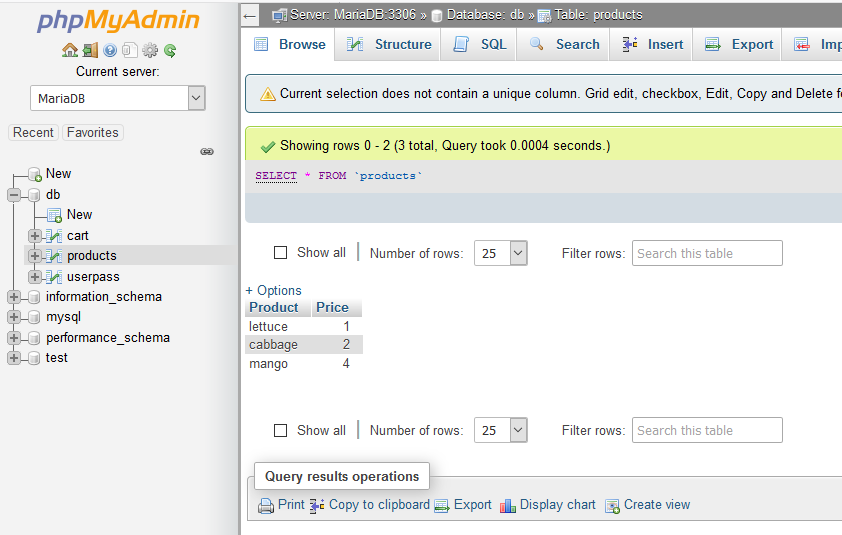 phpMyAdmin
Current server:
MariaDB
Recent Favorites
New
db
New
cart
products
userpass
information_schema
mysql
performance_schema
test
Server: MariaDB:3306 » Database: db » Table: products
Browse Structure SQL Search Insert Export Imp
Current selection does not contain a unique column. Grid edit, checkbox, Edit, Copy and Delete f
Showing rows 0 - 2 (3 total, Query took 0.0004 seconds.)
SELECT * FROM `products`
Show all Number of rows: 25 Filter rows: Search this table
+ Options
Product Price
lettuce 1
cabbage 2
mango 4
Show all Number of rows: 25 Filter rows: Search this table
Query results operations
Print Copy to clipboard Export Display chart Create view